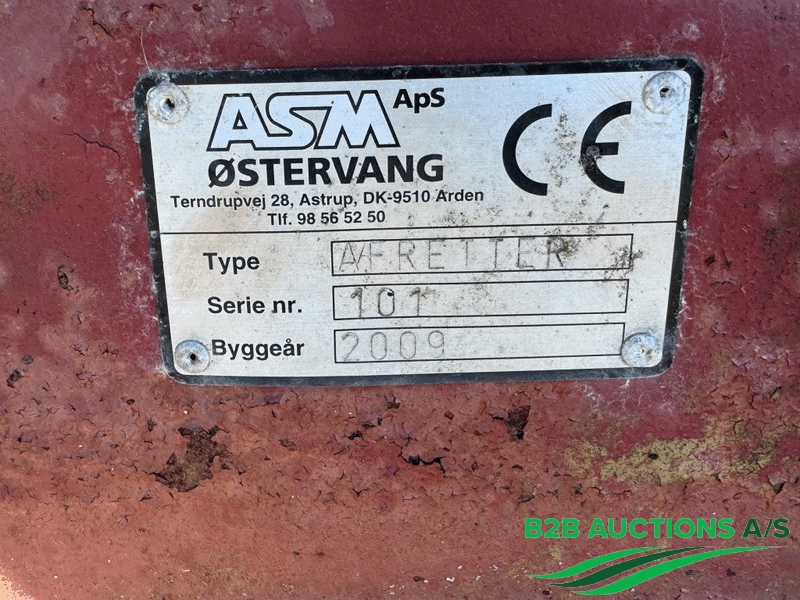 ASM ApS
ØSTERVANG
Terndrupvej 28, Astrup, DK-9510 Arden
Tlf. 98 56 52 50
CE
Type AFRETTER
Serie nr. 101
Byggeår 2009
B2B AUCTIONS A/S